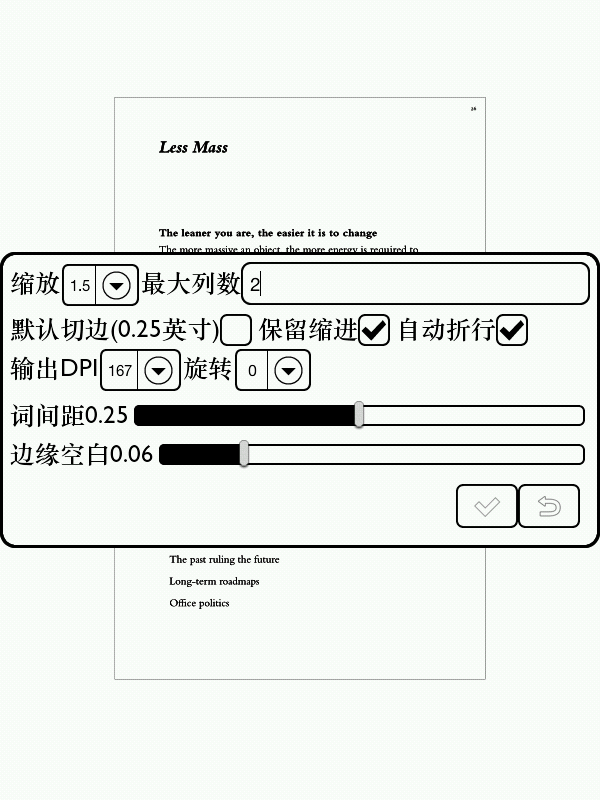 26
Less Mass
The leaner you are, the easier it is to change
The more massive an object, the more energy is required to
缩放 1.5 最大列数 2
默认切边(0.25英寸) 保留缩进 自动折行
输出DPI 167 旋转 0
词间距0.25
边缘空白0.06
The past ruling the future
Long-term roadmaps
Office politics